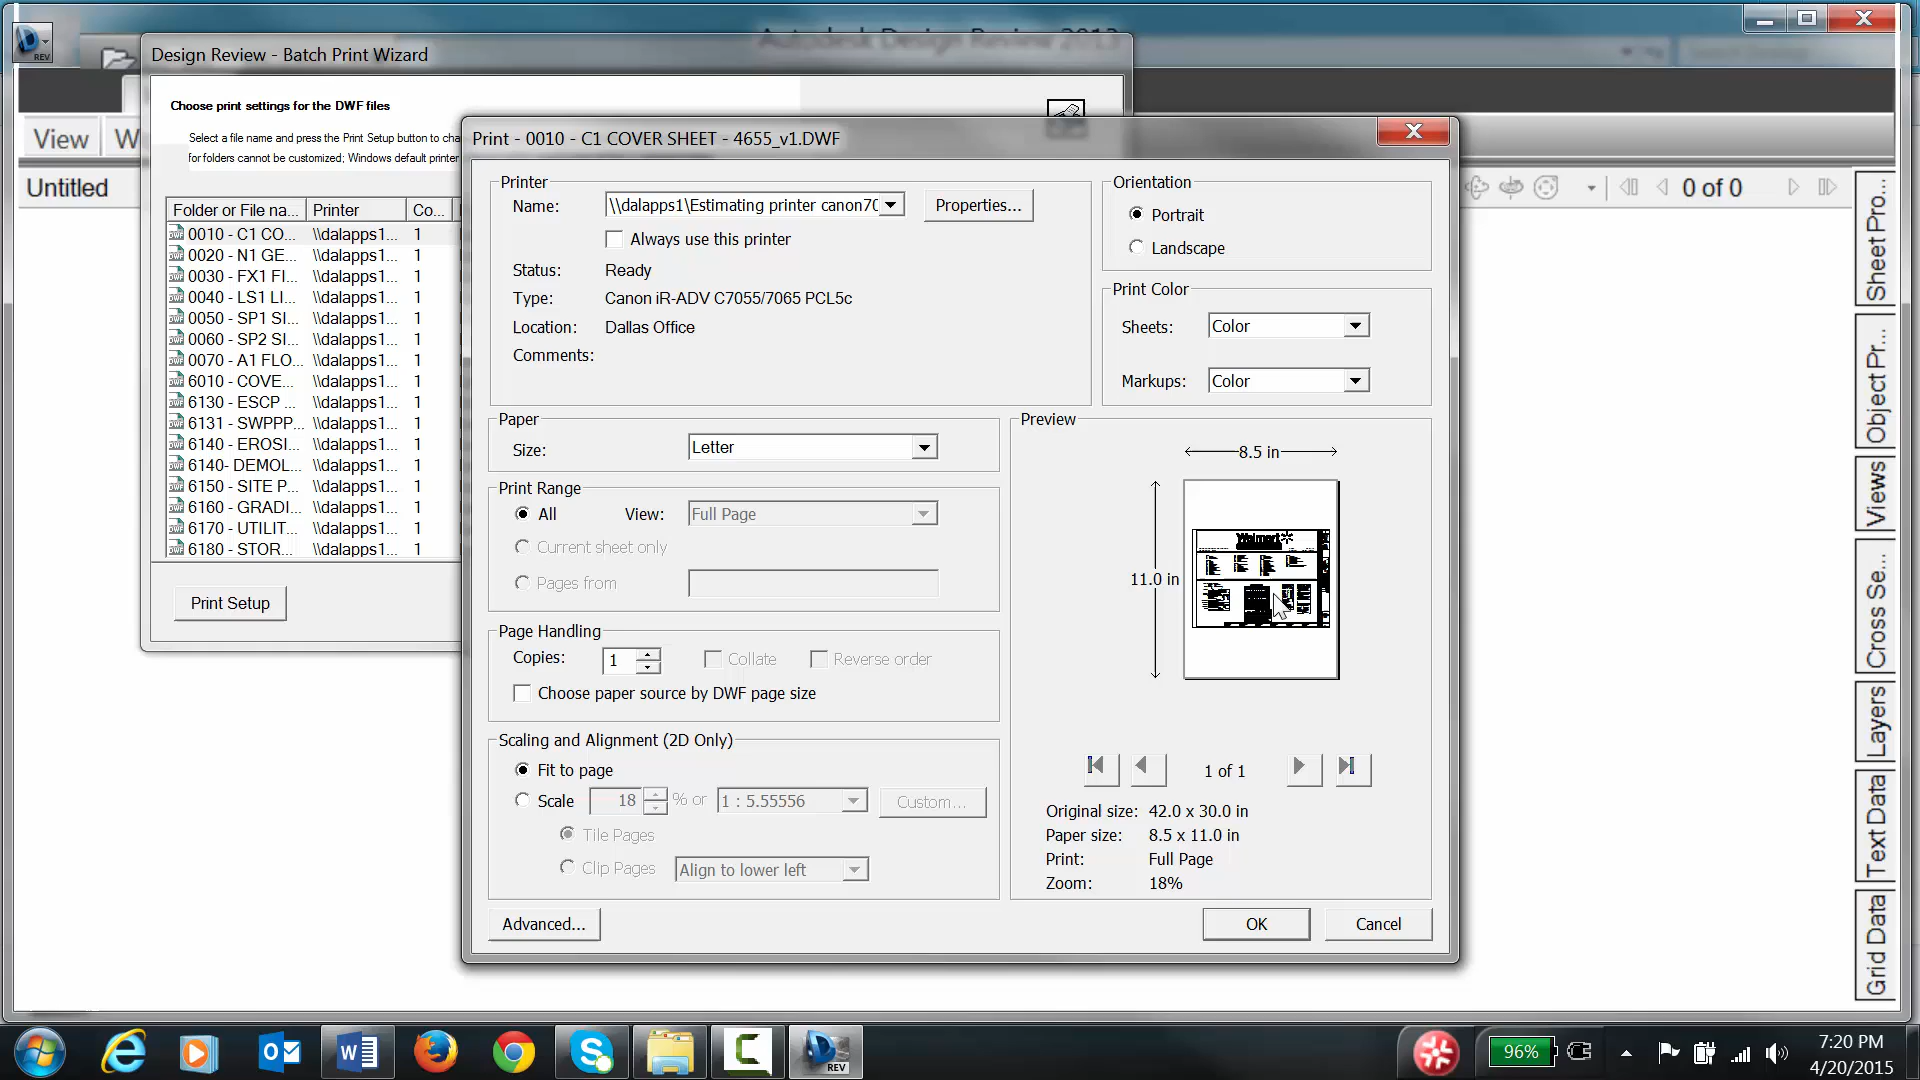 Autodesk Design Review 2013
Design Review - Batch Print Wizard
Choose print settings for the DWF files
Select a file name and press the Print Setup button to cha
for folders cannot be customized; Windows default printer
View
W
Untitled
0 of 0
Folder or File na... Printer Co...
0010 - C1 CO... \\dalapps1... 1
0020 - N1 GE... \\dalapps1... 1
0030 - FX1 FI... \\dalapps1... 1
0040 - LS1 LI... \\dalapps1... 1
0050 - SP1 SI... \\dalapps1... 1
0060 - SP2 SI... \\dalapps1... 1
0070 - A1 FLO... \\dalapps1... 1
6010 - COVE... \\dalapps1... 1
6130 - ESCP ... \\dalapps1... 1
6131 - SWPPP... \\dalapps1... 1
6140 - EROSI... \\dalapps1... 1
6140- DEMOL... \\dalapps1... 1
6150 - SITE P... \\dalapps1... 1
6160 - GRADI... \\dalapps1... 1
6170 - UTILIT... \\dalapps1... 1
6180 - STOR... \\dalapps1... 1
Print Setup
Print - 0010 - C1 COVER SHEET - 4655_v1.DWF
Printer
Name: \\dalapps1\Estimating printer canon70 Properties...
Always use this printer
Status: Ready
Type: Canon iR-ADV C7055/7065 PCL5c
Location: Dallas Office
Comments:
Orientation
Portrait
Landscape
Print Color
Sheets: Color
Markups: Color
Paper
Size: Letter
Print Range
All View: Full Page
Current sheet only
Pages from
Page Handling
Copies: 1 Collate Reverse order
Choose paper source by DWF page size
Scaling and Alignment (2D Only)
Fit to page
Scale 18 % or 1 : 5.55556 Custom...
Tile Pages
Clip Pages Align to lower left
Preview
8.5 in
11.0 in
Walmart
1 of 1
Original size: 42.0 x 30.0 in
Paper size: 8.5 x 11.0 in
Print: Full Page
Zoom: 18%
Advanced... OK Cancel
Sheet Pro...
Object Pr...
Views
Cross Se...
Layers
Text Data
Grid Data
REV
REV
96%
7:20 PM
4/20/2015